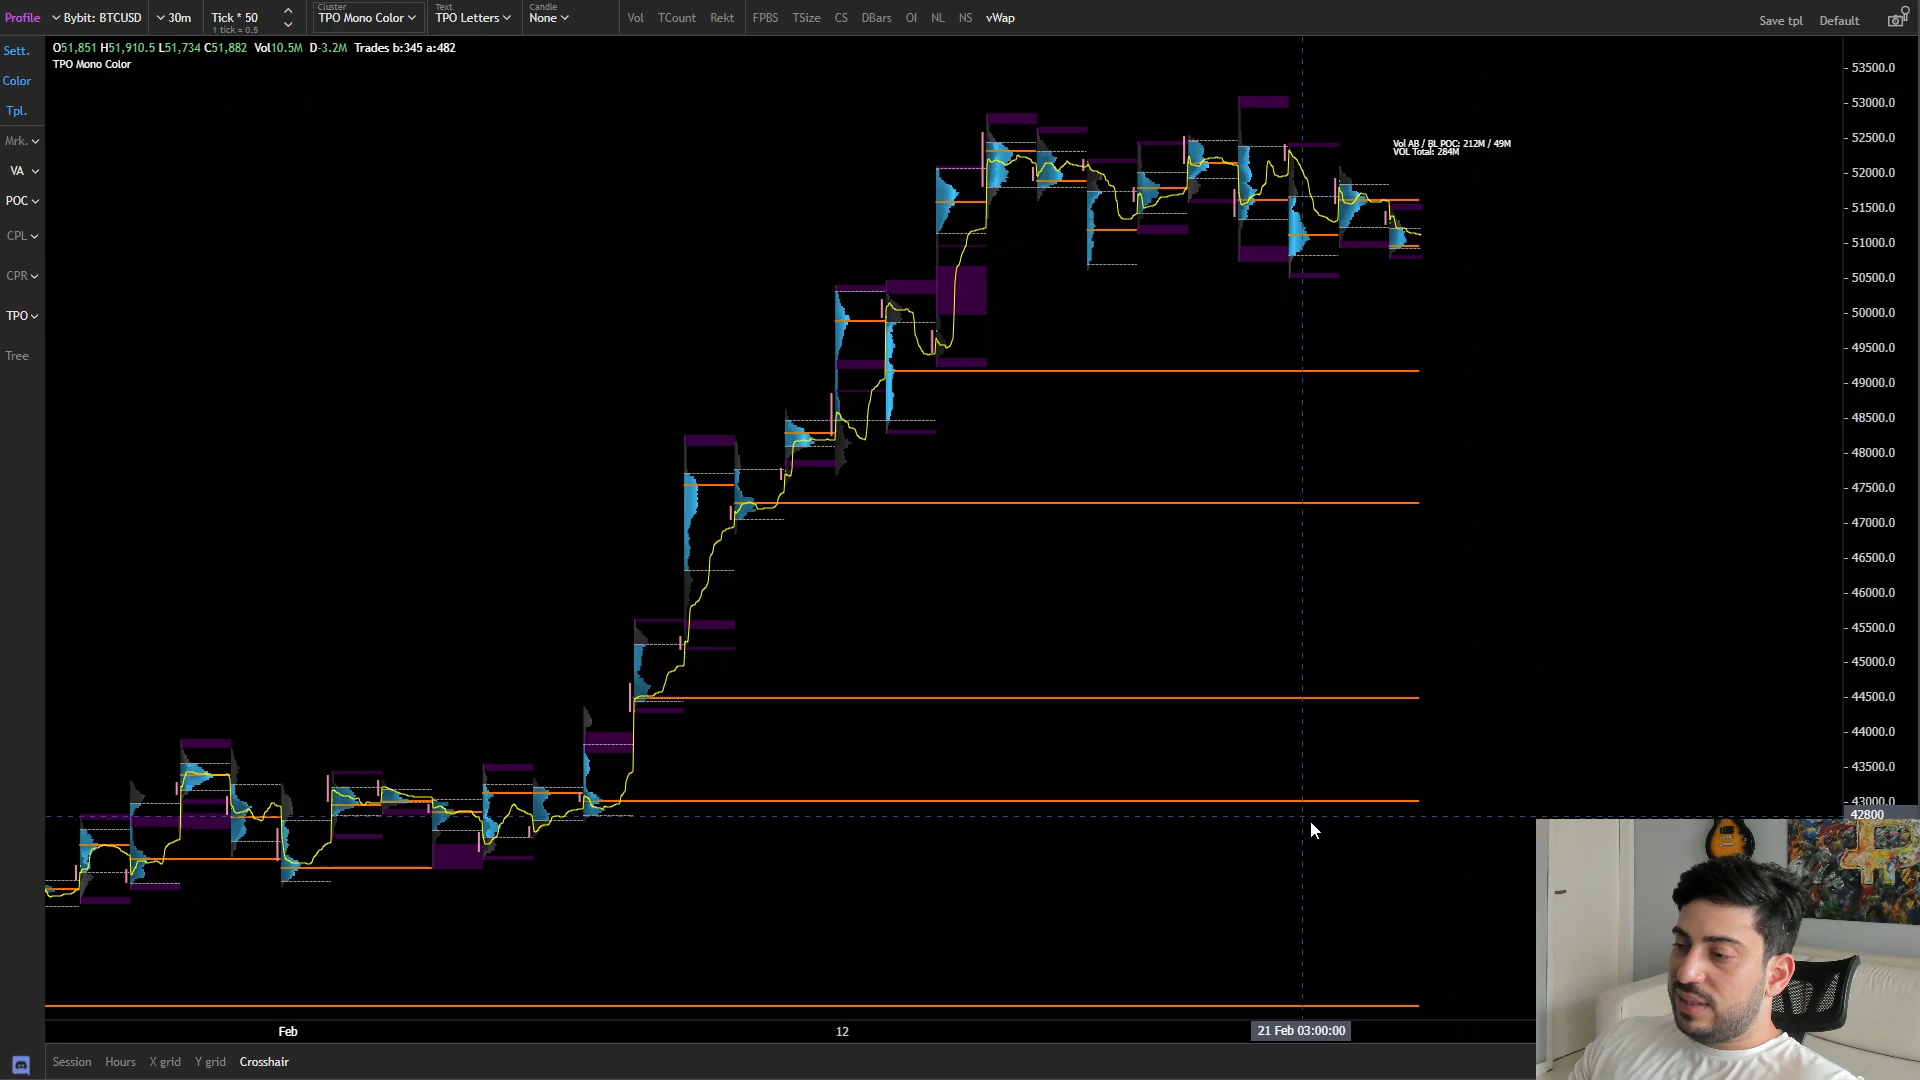 Profile Bybit: BTCUSD 30m Tick * 50 1 tick = 0.5 Cluster TPO Mono Color Text TPO Letters Candle None Vol TCount Rekt FPBS TSize CS DBars OI NL NS vWap Save tpl Default
Sett.
O51,851 H51,910.5 L51,734 C51,882 Vol10.5M D-3.2M Trades b:345 a:482
TPO Mono Color
Color
Tpl.
Mrk.
VA
POC
CPL
CPR
TPO
Tree
Vol AB / BL POC: 212M / 49M
VOL Total: 284M
53500.0
53000.0
52500.0
52000.0
51500.0
51000.0
50500.0
50000.0
49500.0
49000.0
48500.0
48000.0
47500.0
47000.0
46500.0
46000.0
45500.0
45000.0
44500.0
44000.0
43500.0
43000.0
42800
Feb 12 21 Feb 03:00:00
Session Hours X grid Y grid Crosshair